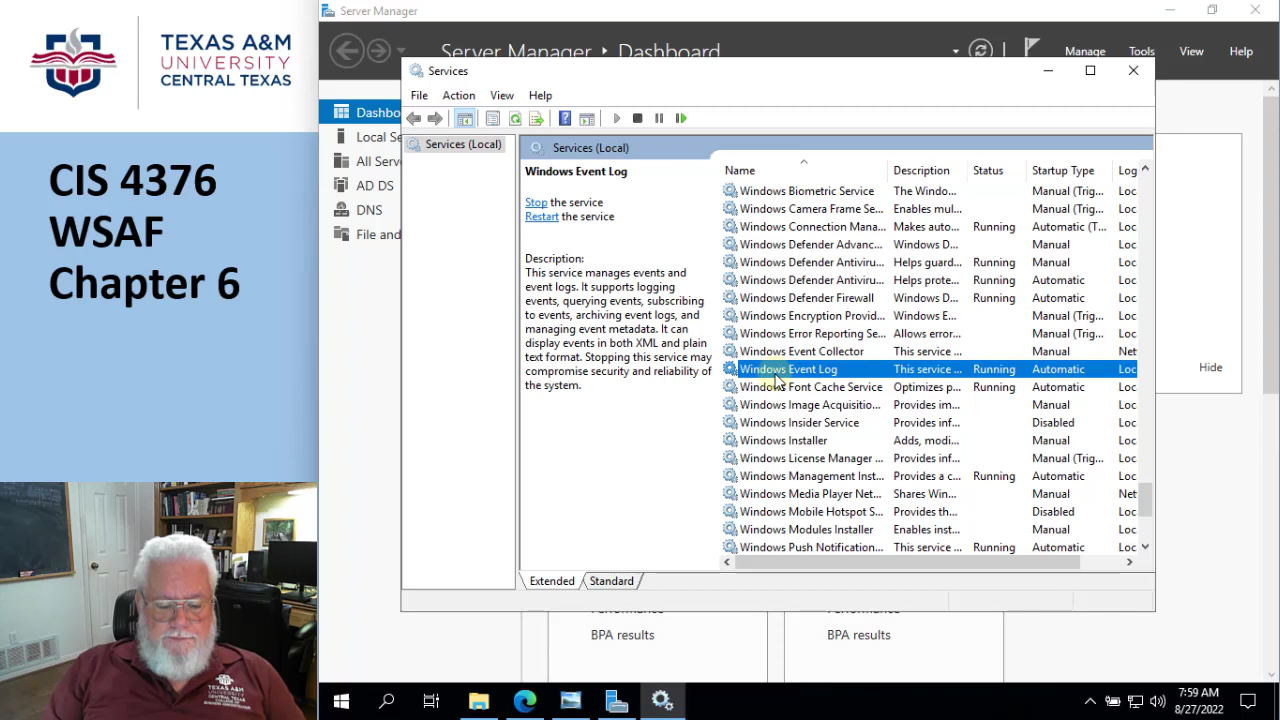 TEXAS A&M
UNIVERSITY
CENTRAL TEXAS
CIS 4376
WSAF
Chapter 6
TEXAS A&M
UNIVERSITY
CENTRAL TEXAS
Server Manager
Server Manager • Dashboard
Manage Tools View Help
Dashbo
Local Se
All Serv
AD DS
DNS
File and
Services
File Action View Help
Services (Local)
Services (Local)
Windows Event Log
Stop the service
Restart the service
Description:
This service manages events and
event logs. It supports logging
events, querying events, subscribing
to events, archiving event logs, and
managing event metadata. It can
display events in both XML and plain
text format. Stopping this service may
compromise security and reliability of
the system.
Name Description Status Startup Type Log
Windows Biometric Service The Windo... Manual (Trig... Loc
Windows Camera Frame Se... Enables mul... Manual (Trig... Loc
Windows Connection Mana... Makes auto... Running Automatic (T... Loc
Windows Defender Advanc... Windows D... Manual Loc
Windows Defender Antiviru... Helps guard... Running Manual Loc
Windows Defender Antiviru... Helps prote... Running Automatic Loc
Windows Defender Firewall Windows D... Running Automatic Loc
Windows Encryption Provid... Windows E... Manual (Trig... Loc
Windows Error Reporting Se... Allows error... Manual (Trig... Loc
Windows Event Collector This service ... Manual Net
Windows Event Log This service ... Running Automatic Loc
Windows Font Cache Service Optimizes p... Running Automatic Loc
Windows Image Acquisitio... Provides im... Manual Loc
Windows Insider Service Provides inf... Disabled Loc
Windows Installer Adds, modi... Manual Loc
Windows License Manager ... Provides inf... Manual (Trig... Loc
Windows Management Inst... Provides a c... Running Automatic Loc
Windows Media Player Net... Shares Win... Manual Net
Windows Mobile Hotspot S... Provides th... Disabled Loc
Windows Modules Installer Enables inst... Manual Loc
Windows Push Notification... This service ... Running Automatic Loc
Extended Standard
Hide
Performance
BPA results
BPA results
7:59 AM
8/27/2022